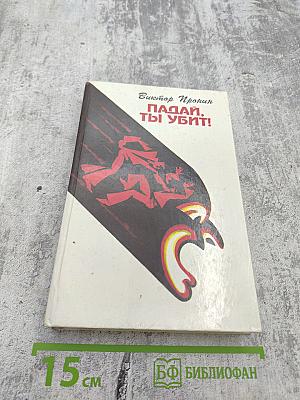 Виктор Пронин
ПАДАЙ,
ТЫ УБИТ!
15 см
БФ БИБЛИОФАН